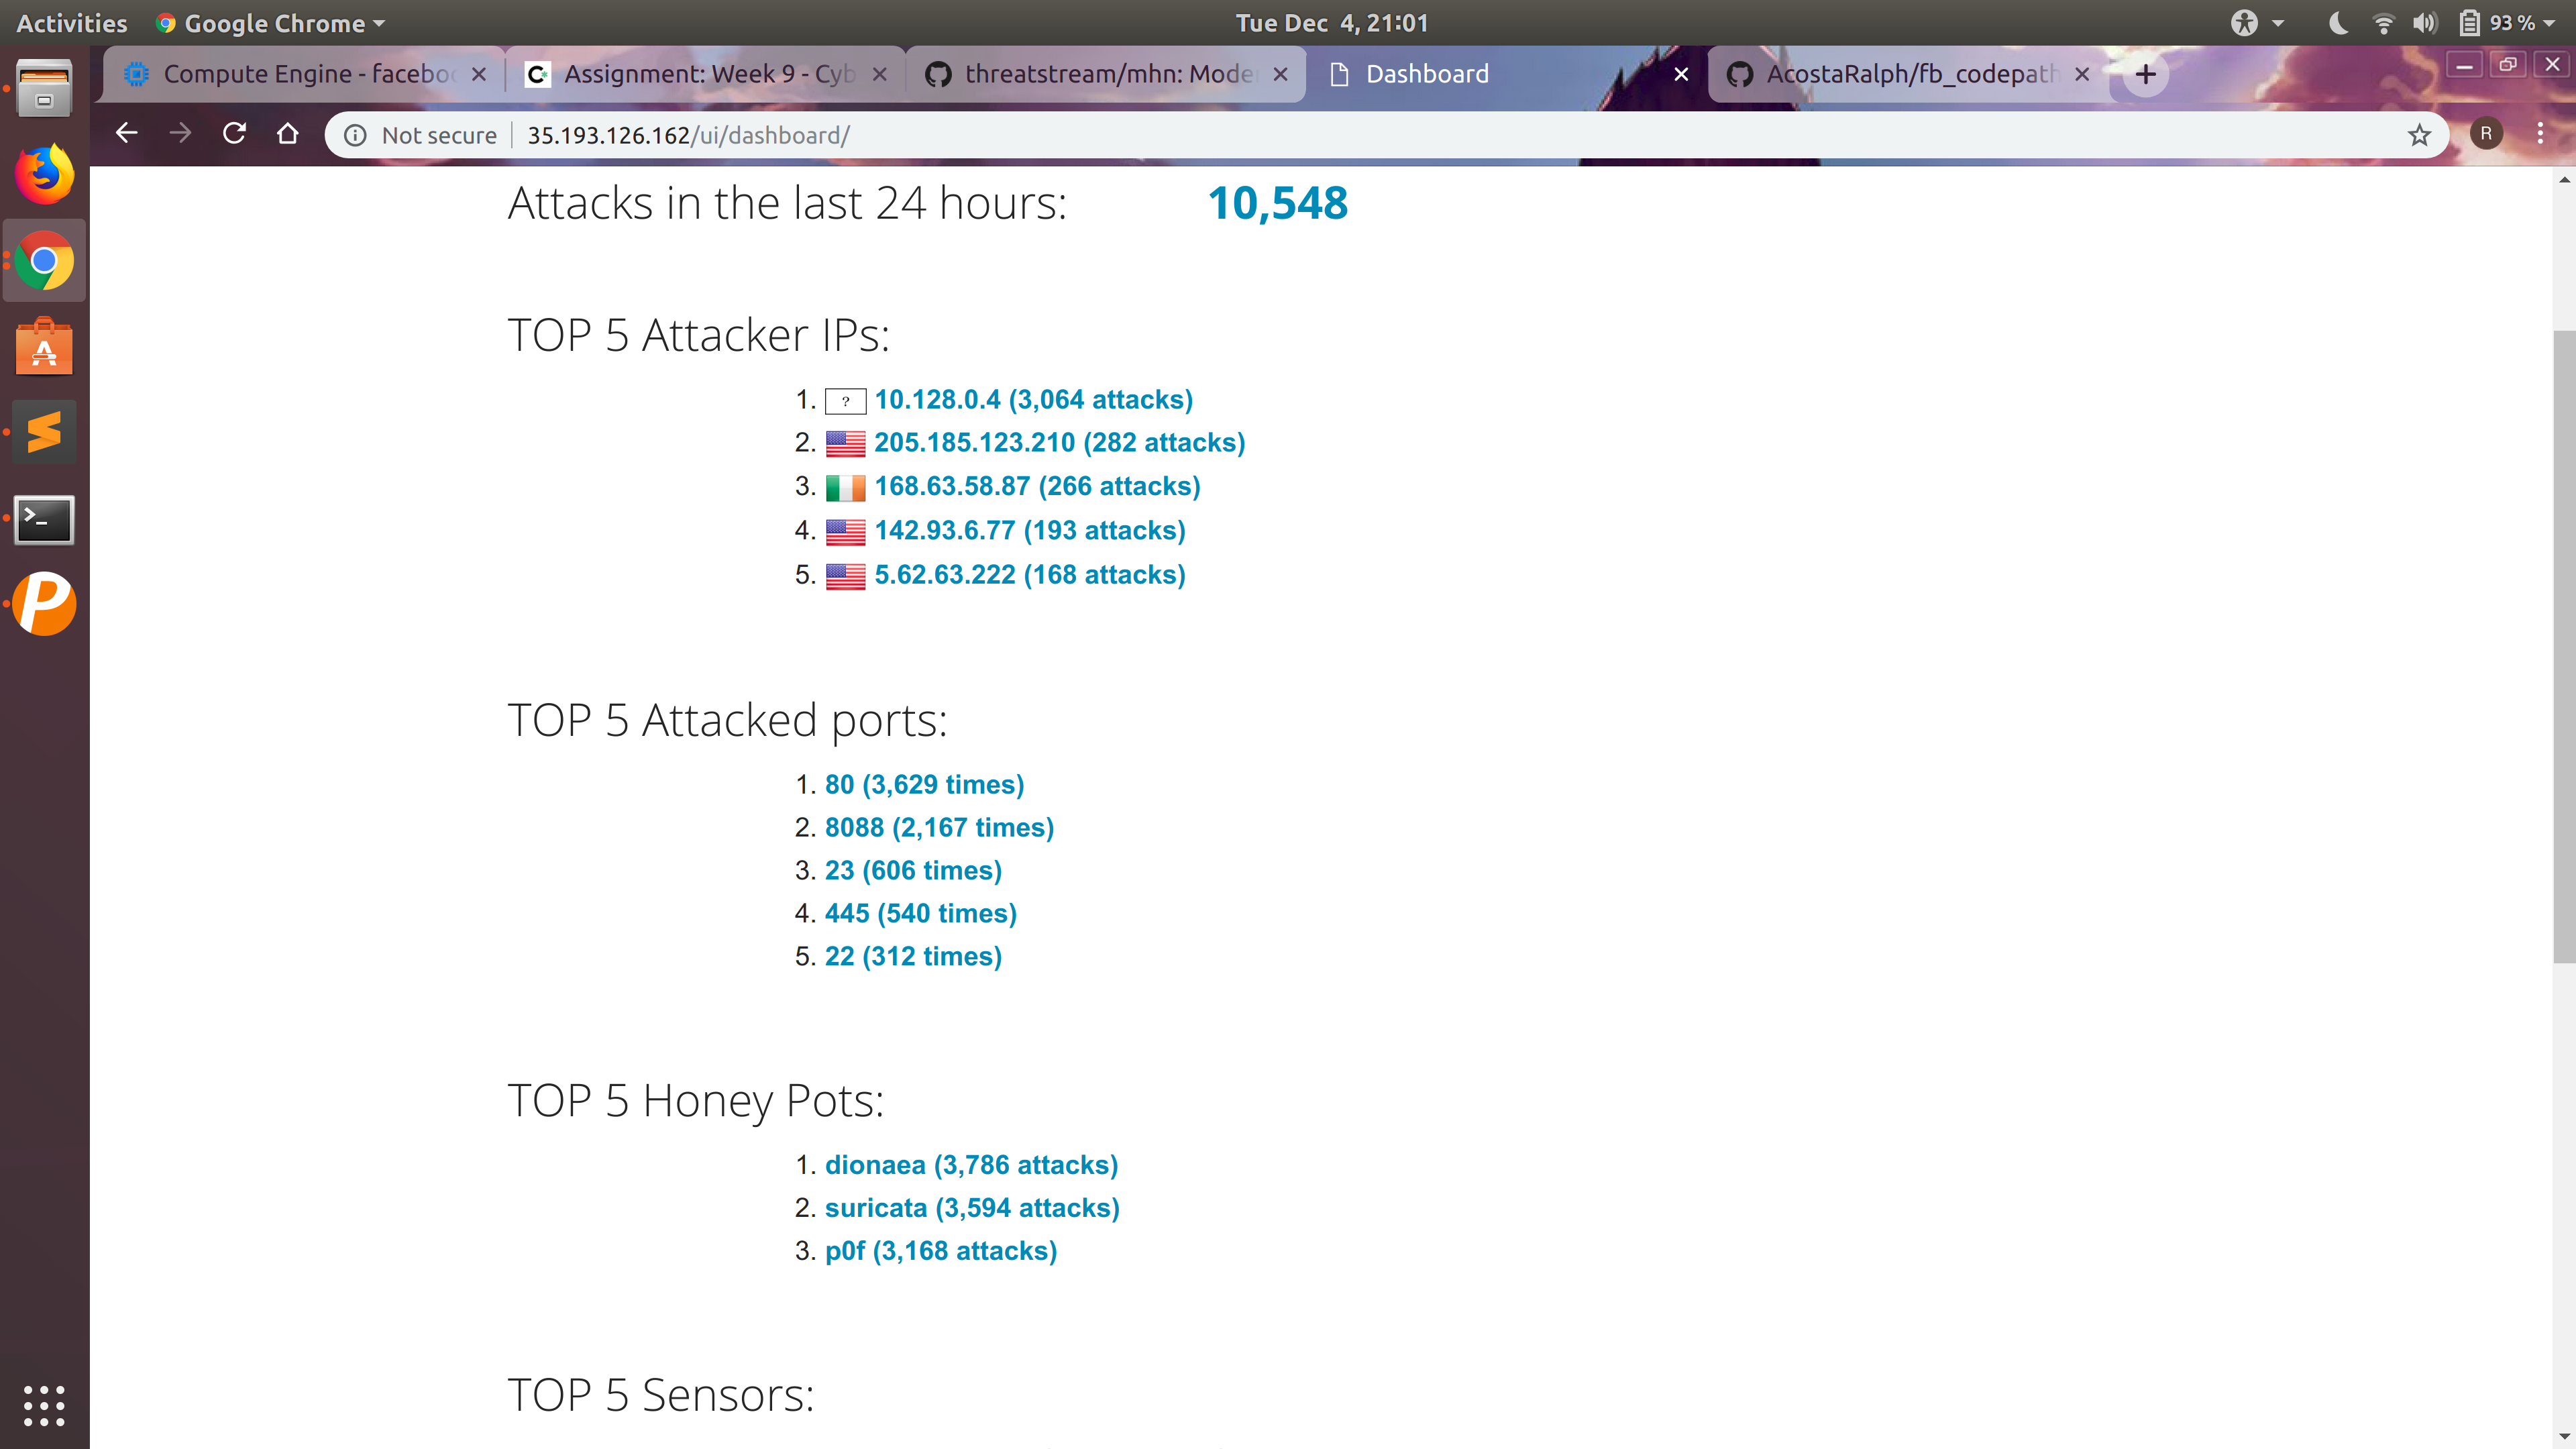 Activities Google Chrome Tue Dec 4, 21:01 93 %
Compute Engine - faceboo Assignment: Week 9 - Cyb threatstream/mhn: Mode Dashboard AcostaRalph/fb_codepath
Not secure 35.193.126.162/ui/dashboard/ R
Attacks in the last 24 hours: 10,548
TOP 5 Attacker IPs:
1. ? 10.128.0.4 (3,064 attacks)
2. 205.185.123.210 (282 attacks)
3. 168.63.58.87 (266 attacks)
4. 142.93.6.77 (193 attacks)
5. 5.62.63.222 (168 attacks)
TOP 5 Attacked ports:
1. 80 (3,629 times)
2. 8088 (2,167 times)
3. 23 (606 times)
4. 445 (540 times)
5. 22 (312 times)
TOP 5 Honey Pots:
1. dionaea (3,786 attacks)
2. suricata (3,594 attacks)
3. p0f (3,168 attacks)
TOP 5 Sensors: